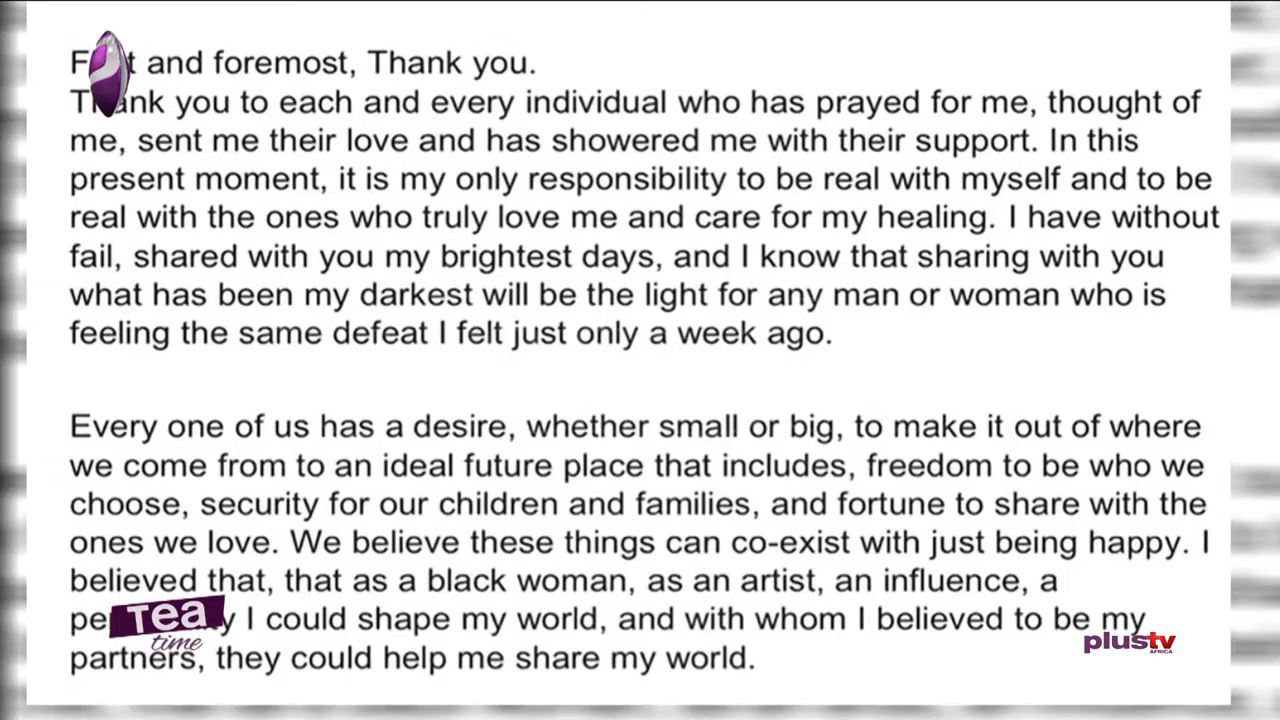 and foremost, Thank you.
you to each and every individual who has prayed for me, thought of
me, sent me their love and has showered me with their support. In this
present moment, it is my only responsibility to be real with myself and to be
real with the ones who truly love me and care for my healing. I have without
fail, shared with you my brightest days, and I know that sharing with you
what has been my darkest will be the light for any man or woman who is
feeling the same defeat I felt just only a week ago.
Every one of us has a desire, whether small or big, to make it out of where
we come from to an ideal future place that includes, freedom to be who we
choose, security for our children and families, and fortune to share with the
ones we love. We believe these things can co-exist with just being happy. I
believed that, that as a black woman, as an artist, an influence, a
I could shape my world, and with whom I believed to be my
partners, they could help me share my world.
Tea
time
plustv
AFRICA